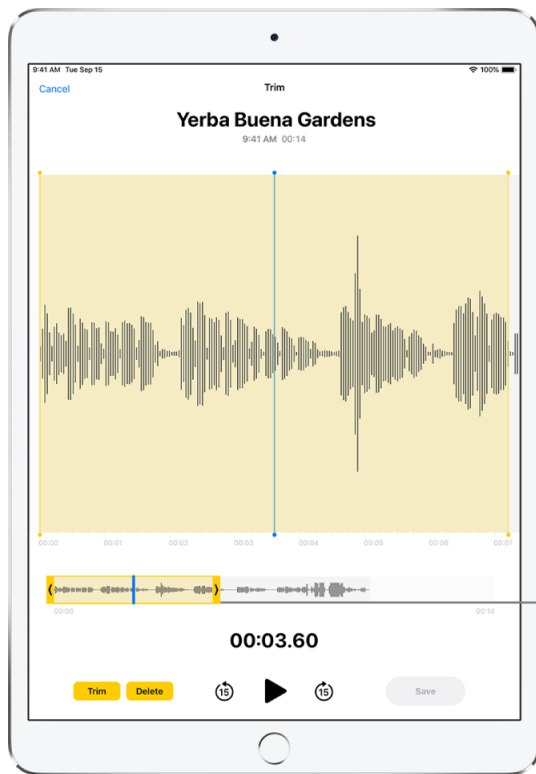 9:41 AM Tue Sep 15
100%
Cancel
Trim
Yerba Buena Gardens
9:41 AM 00:14
00:00 00:01 00:02 00:03 00:04 00:05 00:06 00:07
00:00 00:14
00:03.60
Trim Delete 15 15 Save